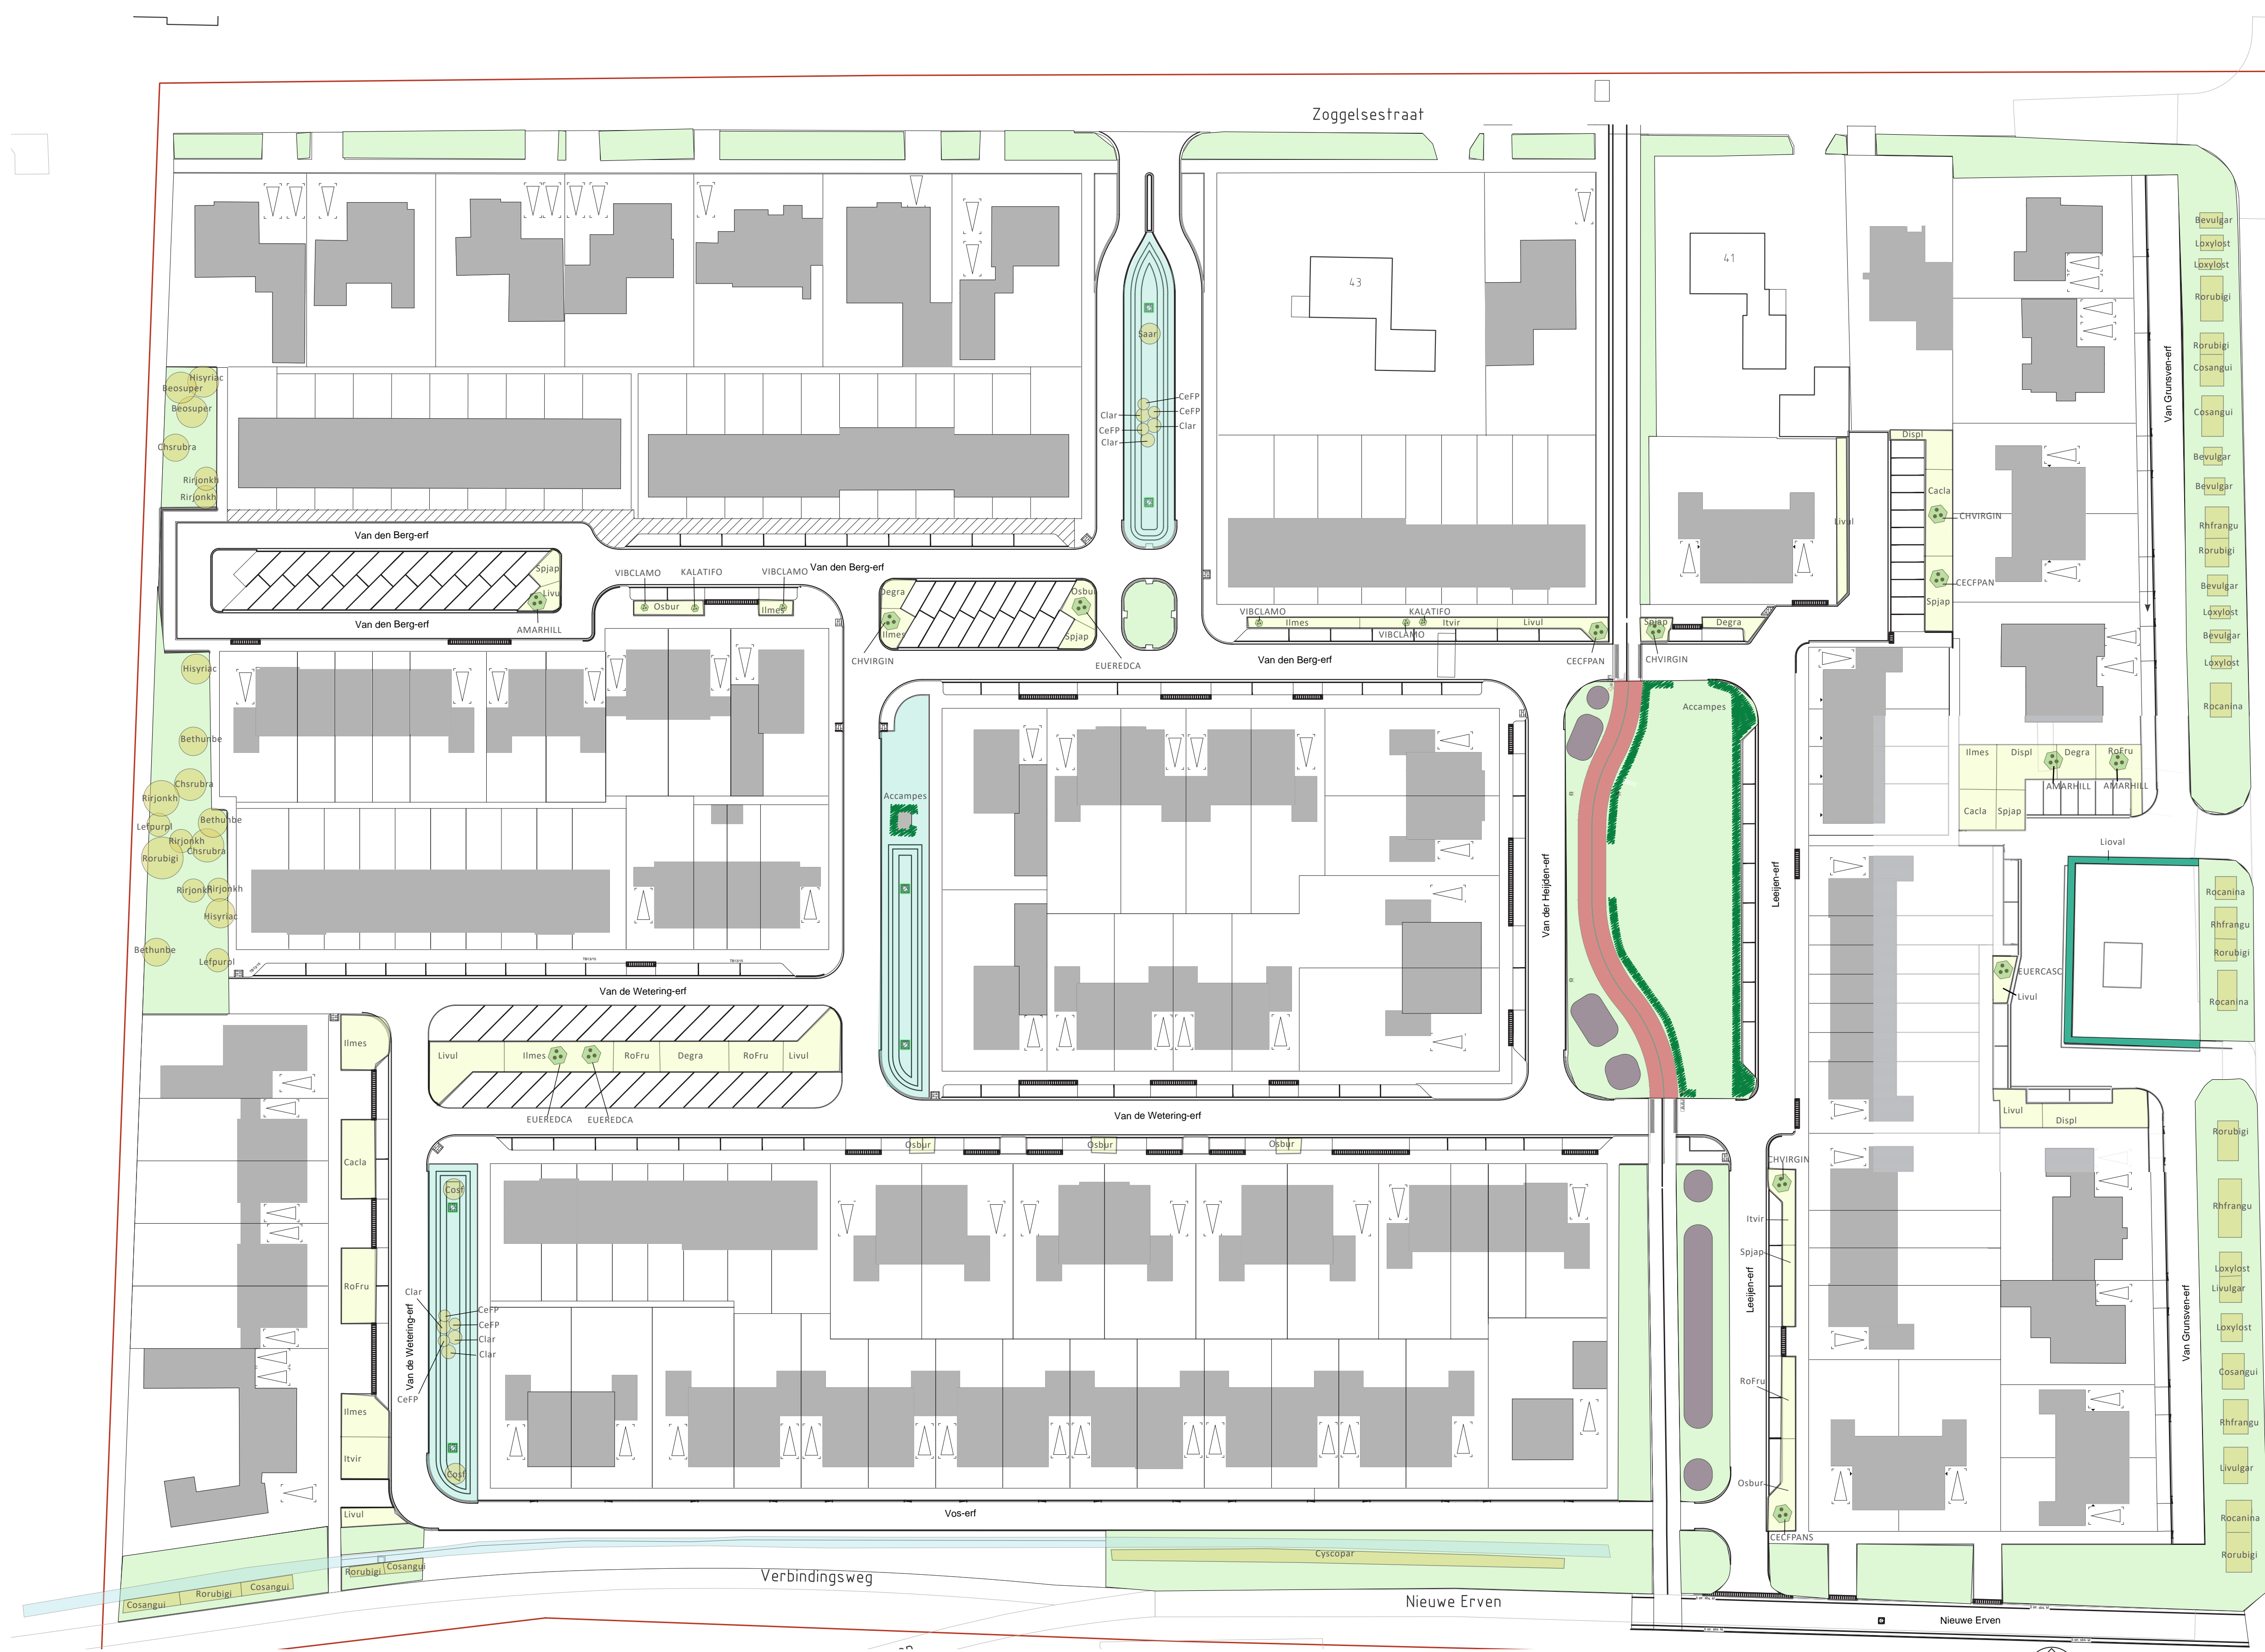 Zoggelsestraat
43
41
Bevulgar
Loxylost
Loxylost
Rorubigi
Rorubigi
Cosangui
Cosangui
Bevulgar
Bevulgar
Rhfrangu
Rorubigi
Bevulgar
Loxylost
Bevulgar
Loxylost
Rocanina
Van Grunsven-erf
Saar
CeFP
Clar
CeFP
CeFP
Clar
Clar
Hisyriac
Beosuper
Beosuper
Chsrubra
Rirjonkh
Rirjonkh
Displ
Cacla
CHVIRGIN
CECFPAN
Spjap
Livul
Van den Berg-erf
Van den Berg-erf
Van den Berg-erf
Spjap
Livu
AMARHILL
VIBCLAMO
KALATIFO
VIBCLAMO
Osbur
Ilmes
Degra
Ilmes
CHVIRGIN
Osbur
Spjap
EUEREDCA
VIBCLAMO
Ilmes
KALATIFO
VIBCLAMO
Itvir
Livul
CECFPAN
Van den Berg-erf
Spjap
Degra
CHVIRGIN
Hisyriac
Bethunbe
Chsrubra
Rirjonkh
Lefpurpl
Bethunbe
Rirjonkh
Chsrubra
Rorubigi
Rirjonkh
Rirjonkh
Hisyriac
Bethunbe
Lefpurpl
Accampes
Accampes
Van der Heijden-erf
Leeijen-erf
Ilmes
Displ
Degra
RoFru
AMARHILL
AMARHILL
Cacla
Spjap
Lioval
Rocanina
Rhfrangu
Rorubigi
Rocanina
EUERCASC
Livul
Livul
Displ
Van de Wetering-erf
Ilmes
Livul
Ilmes
RoFru
Degra
RoFru
Livul
EUEREDCA
EUEREDCA
Van de Wetering-erf
Osbur
Osbur
Osbur
Cacla
RoFru
Ilmes
Itvir
Livul
Van de Wetering-erf
Cosf
Clar
CeFP
CeFP
Clar
Clar
CeFP
Cosf
CHVIRGIN
Itvir
Spjap
Leeijen-erf
RoFru
Osbur
CECFPANS
Van Grunsven-erf
Rorubigi
Rhfrangu
Loxylost
Livulgar
Loxylost
Cosangui
Rhfrangu
Livulgar
Rocanina
Rorubigi
Vos-erf
Cyscopar
Rorubigi
Cosangui
Cosangui
Rorubigi
Cosangui
Verbindingsweg
Nieuwe Erven
Nieuwe Erven